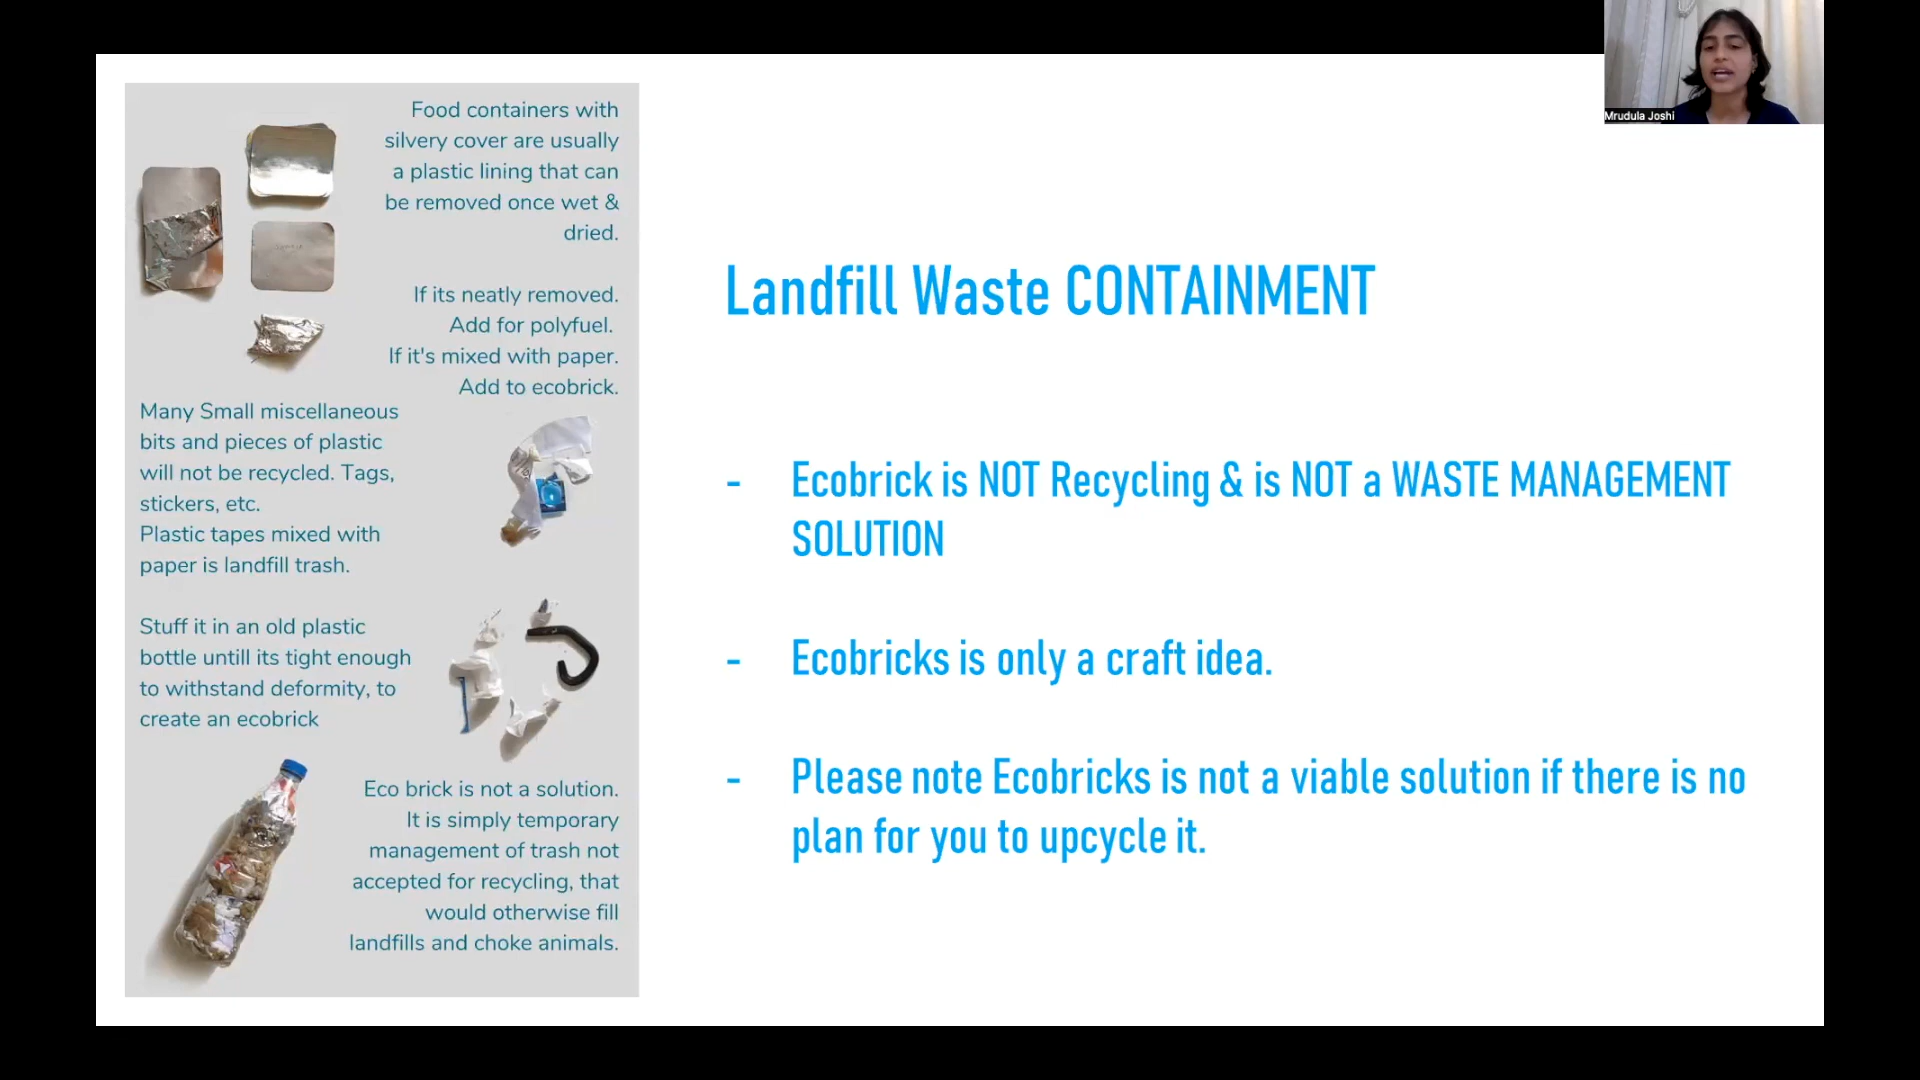 Food containers with
silvery cover are usually
a plastic lining that can
be removed once wet &
dried.
If its neatly removed.
Add for polyfuel.
If it's mixed with paper.
Add to ecobrick.
Many Small miscellaneous
bits and pieces of plastic
will not be recycled. Tags,
stickers, etc.
Plastic tapes mixed with
paper is landfill trash.
Stuff it in an old plastic
bottle untill its tight enough
to withstand deformity, to
create an ecobrick
Eco brick is not a solution.
It is simply temporary
management of trash not
accepted for recycling, that
would otherwise fill
landfills and choke animals.
Landfill Waste CONTAINMENT
- Ecobrick is NOT Recycling & is NOT a WASTE MANAGEMENT
SOLUTION
- Ecobricks is only a craft idea.
- Please note Ecobricks is not a viable solution if there is no
plan for you to upcycle it.
Mrudula Joshi